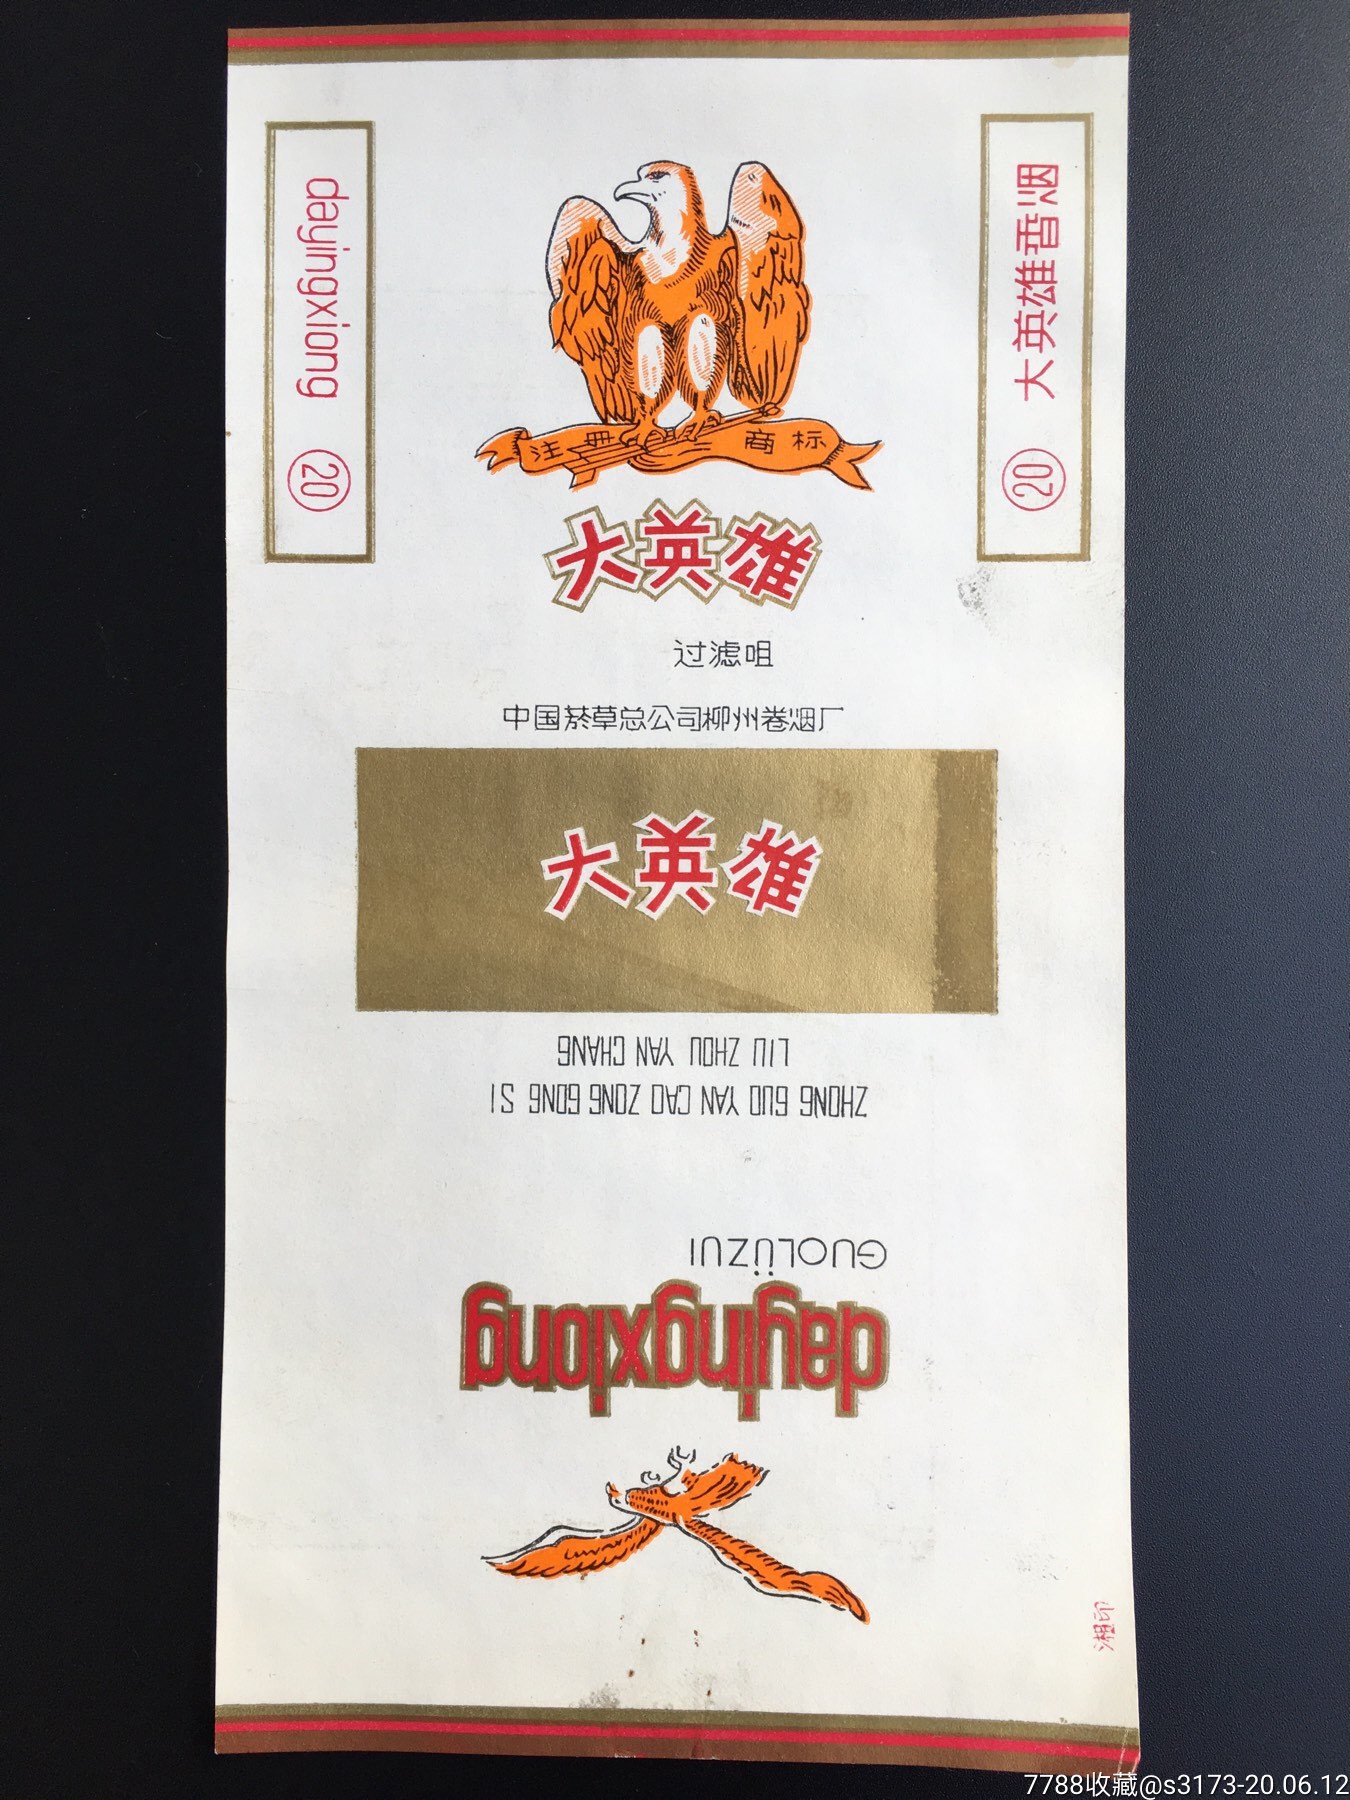 dayingxiong 20
大英雄香烟 20
注册商标
大英雄
过滤咀
中国菸草总公司柳州卷烟厂
大英雄
ZHONG GUO YAN CAO ZONG GONG SI
LIU ZHOU YAN CHANG
GUOLÜZUI
dayingxiong
湘印
7788收藏@s3173-20.06.12